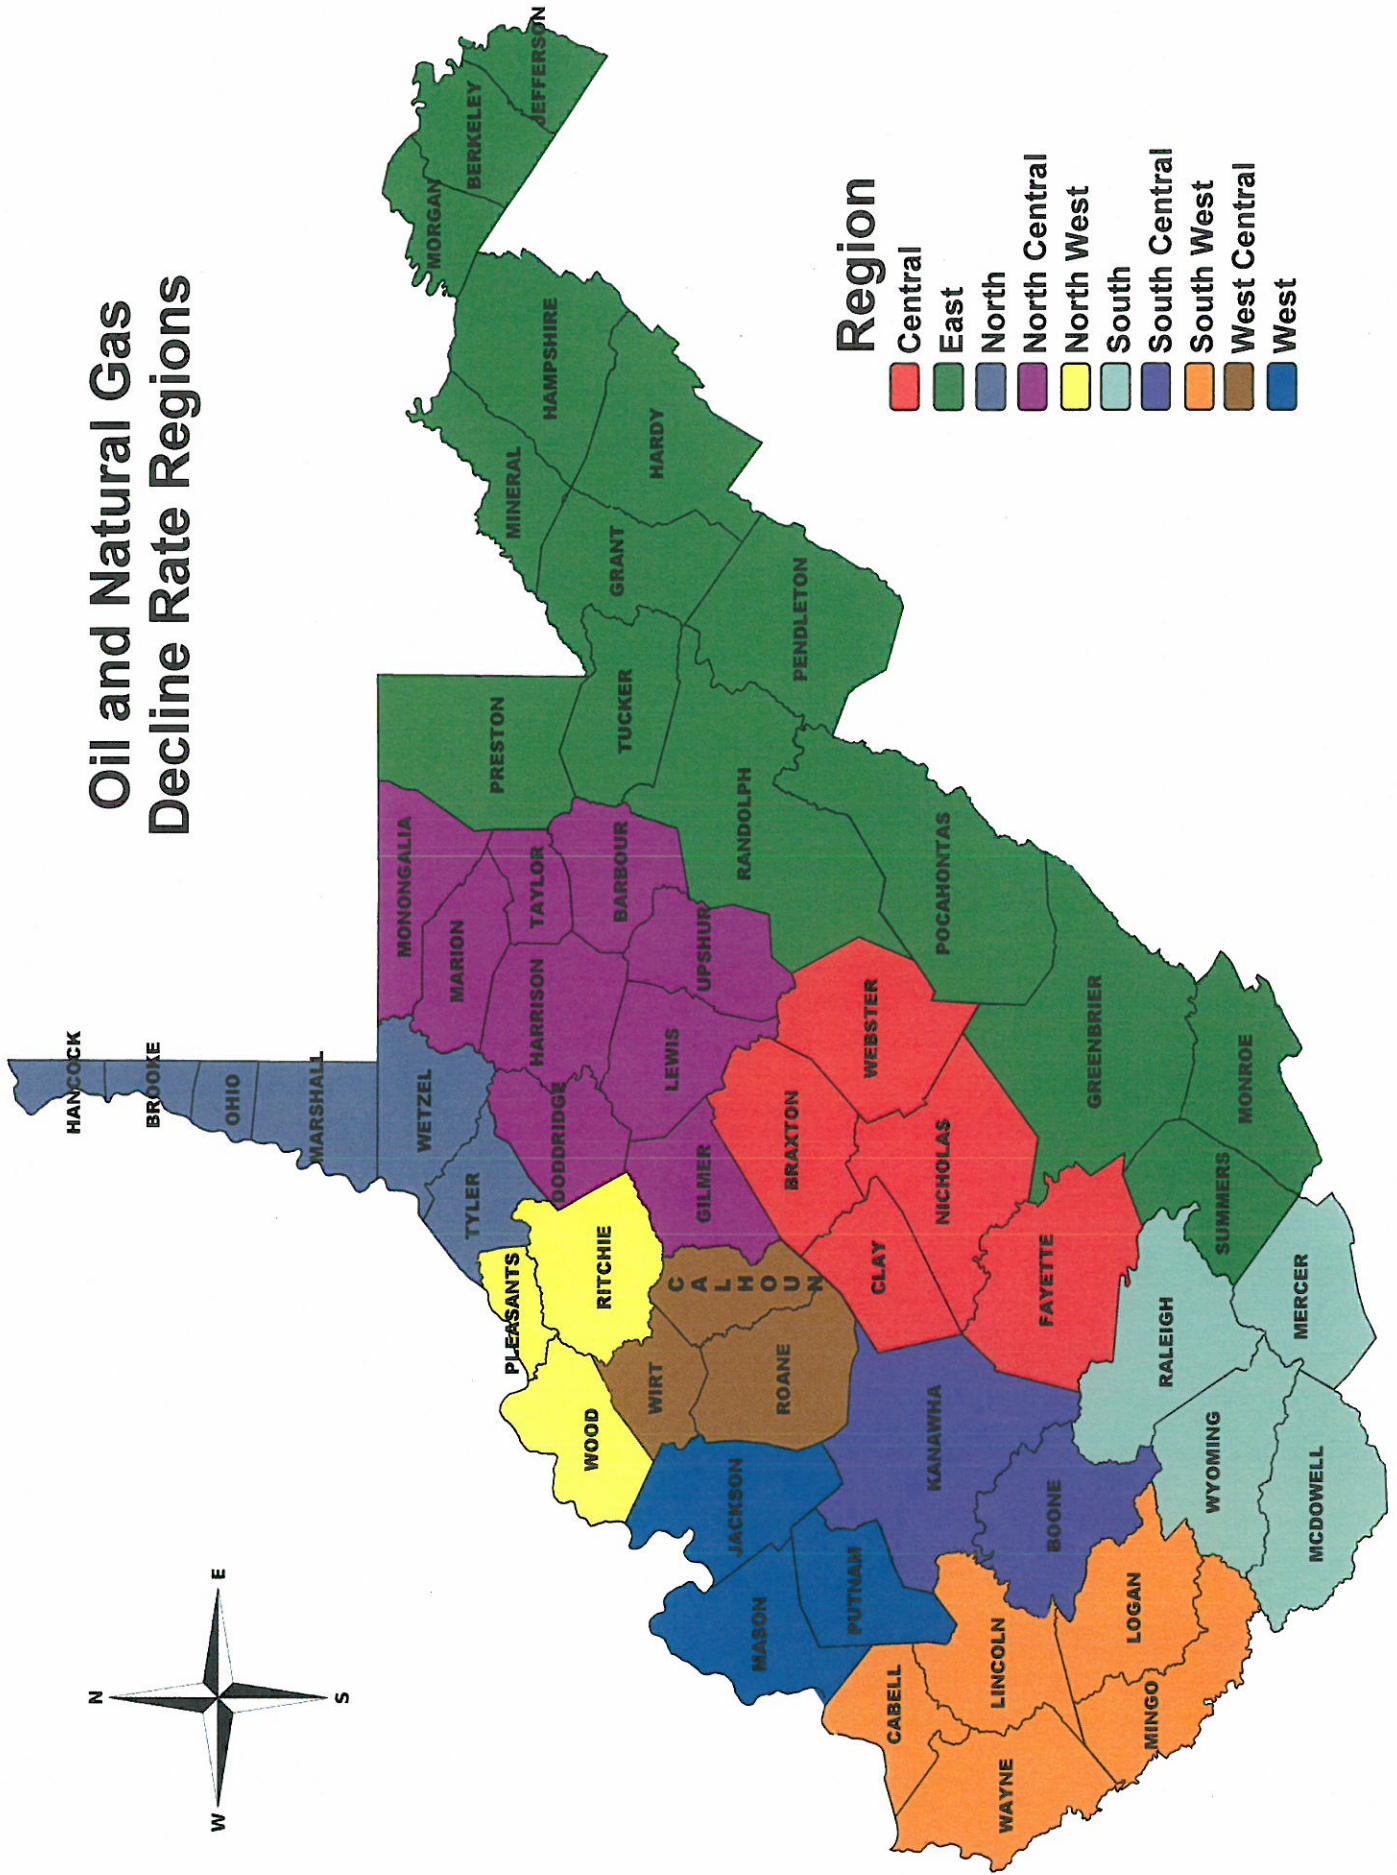 Oil and Natural Gas
Decline Rate Regions
N
W
E
S
HANCOCK
BROOKE
OHIO
MARSHALL
WETZEL
TYLER
PLEASANTS
WOOD
RITCHIE
DODDRIDGE
MONONGALIA
MARION
HARRISON
TAYLOR
BARBOUR
LEWIS
UPSHUR
GILMER
PRESTON
TUCKER
MINERAL
GRANT
HAMPSHIRE
HARDY
MORGAN
BERKELEY
JEFFERSON
PENDLETON
RANDOLPH
POCAHONTAS
GREENBRIER
MONROE
SUMMERS
WEBSTER
BRAXTON
NICHOLAS
CLAY
FAYETTE
CALHOUN
WIRT
ROANE
JACKSON
MASON
PUTNAM
KANAWHA
BOONE
CABELL
LINCOLN
WAYNE
LOGAN
MINGO
RALEIGH
WYOMING
MERCER
MCDOWELL
Region
Central
East
North
North Central
North West
South
South Central
South West
West Central
West